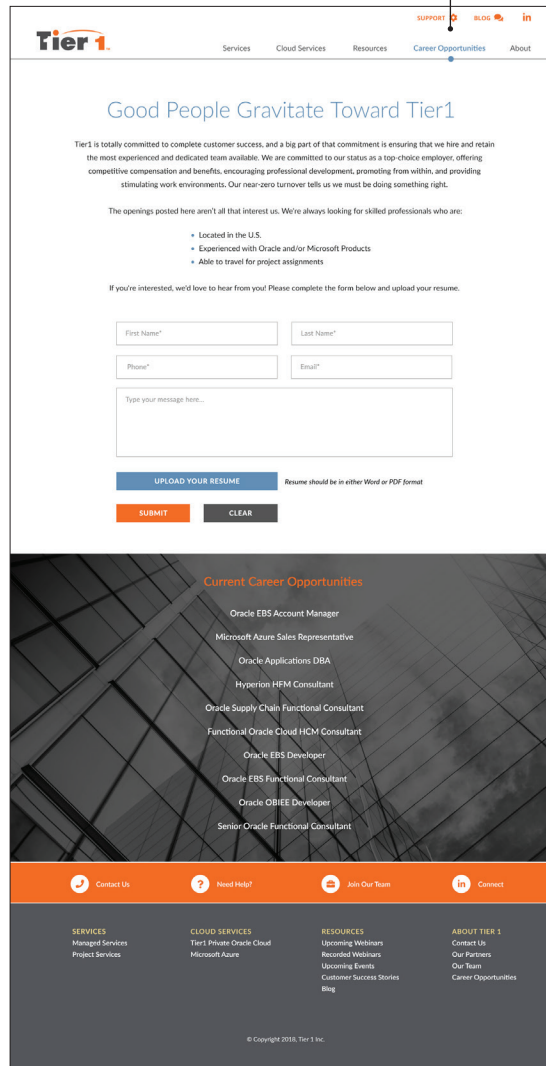 SUPPORT BLOG in
Tier 1
Services Cloud Services Resources Career Opportunities About
Good People Gravitate Toward Tier1
Tier1 is totally committed to complete customer success, and a big part of that commitment is ensuring that we hire and retain
the most experienced and dedicated team available. We are committed to our status as a top-choice employer, offering
competitive compensation and benefits, encouraging professional development, promoting from within, and providing
stimulating work environments. Our near-zero turnover tells us we must be doing something right.
The openings posted here aren't all that interest us. We're always looking for skilled professionals who are:
• Located in the U.S.
• Experienced with Oracle and/or Microsoft Products
• Able to travel for project assignments
If you're interested, we'd love to hear from you! Please complete the form below and upload your resume.
First Name* Last Name*
Phone* Email*
Type your message here...
UPLOAD YOUR RESUME Resume should be in either Word or PDF format
SUBMIT CLEAR
Current Career Opportunities
Oracle EBS Account Manager
Microsoft Azure Sales Representative
Oracle Applications DBA
Hyperion HFM Consultant
Oracle Supply Chain Functional Consultant
Functional Oracle Cloud HCM Consultant
Oracle EBS Developer
Oracle EBS Functional Consultant
Oracle OBIEE Developer
Senior Oracle Functional Consultant
Contact Us ? Need Help? Join Our Team in Connect
SERVICES
Managed Services
Project Services
CLOUD SERVICES
Tier1 Private Oracle Cloud
Microsoft Azure
RESOURCES
Upcoming Webinars
Recorded Webinars
Upcoming Events
Customer Success Stories
Blog
ABOUT TIER 1
Contact Us
Our Partners
Our Team
Career Opportunities
© Copyright 2018, Tier 1 Inc.